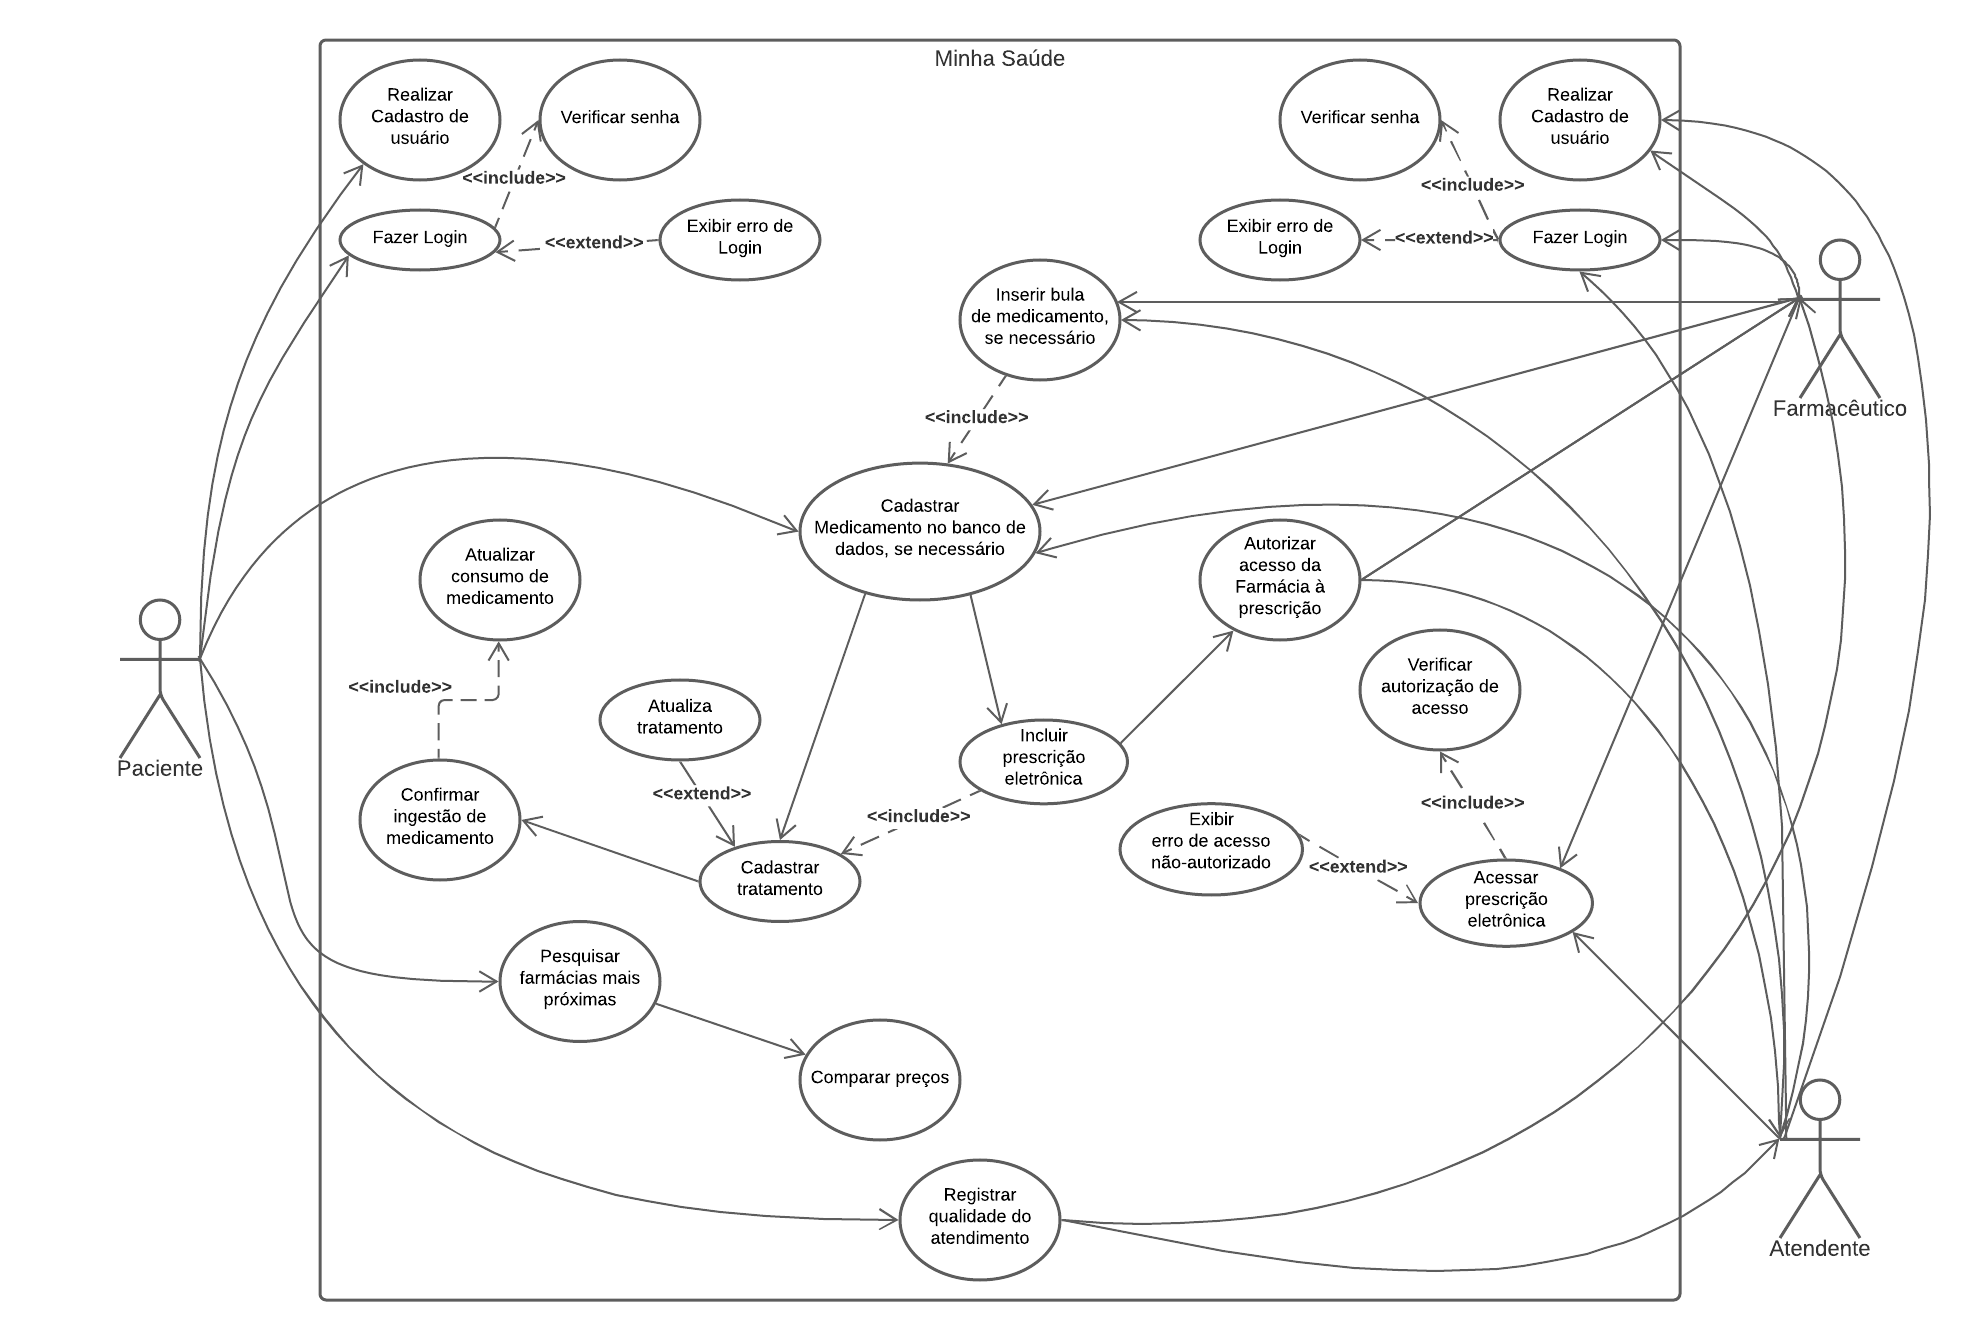 Minha Saúde
Realizar
Cadastro de
usuário
Verificar senha
Verificar senha
Realizar
Cadastro de
usuário
<<include>>
<<include>>
Fazer Login
<<extend>>
Exibir erro de
Login
Exibir erro de
Login
<<extend>>
Fazer Login
Inserir bula
de medicamento,
se necessário
Farmacêutico
<<include>>
Cadastrar
Medicamento no banco de
dados, se necessário
Atualizar
consumo de
medicamento
Autorizar
acesso da
Farmácia à
prescrição
Verificar
autorização de
acesso
<<include>>
Atualiza
tratamento
Incluir
prescrição
eletrônica
Paciente
<<extend>>
<<include>>
<<include>>
Confirmar
ingestão de
medicamento
Exibir
erro de acesso
não-autorizado
<<extend>>
Cadastrar
tratamento
Acessar
prescrição
eletrônica
Pesquisar
farmácias mais
próximas
Comparar preços
Registrar
qualidade do
atendimento
Atendente